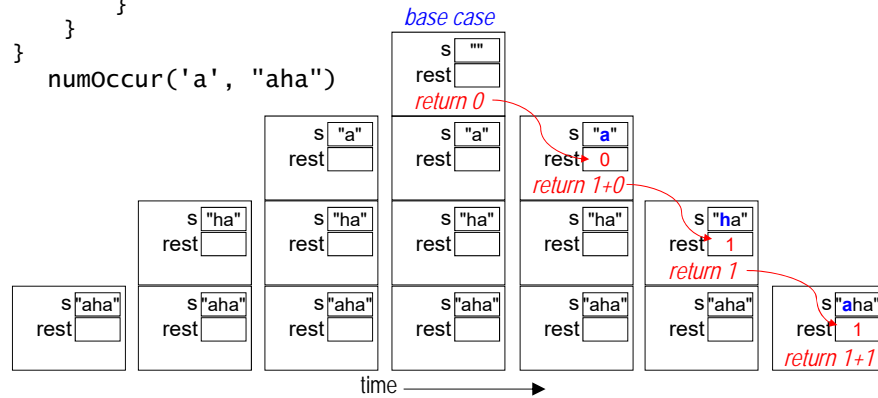 }
}
}
numOccur('a', "aha")
base case
s ""
rest
return 0
s "a" s "a" s "a"
rest rest rest 0
return 1+0
s "ha" s "ha" s "ha" s "ha" s "ha"
rest rest rest rest rest 1
return 1
s "aha" s "aha" s "aha" s "aha" s "aha" s "aha" s "aha"
rest rest rest rest rest rest rest 1
return 1+1
time